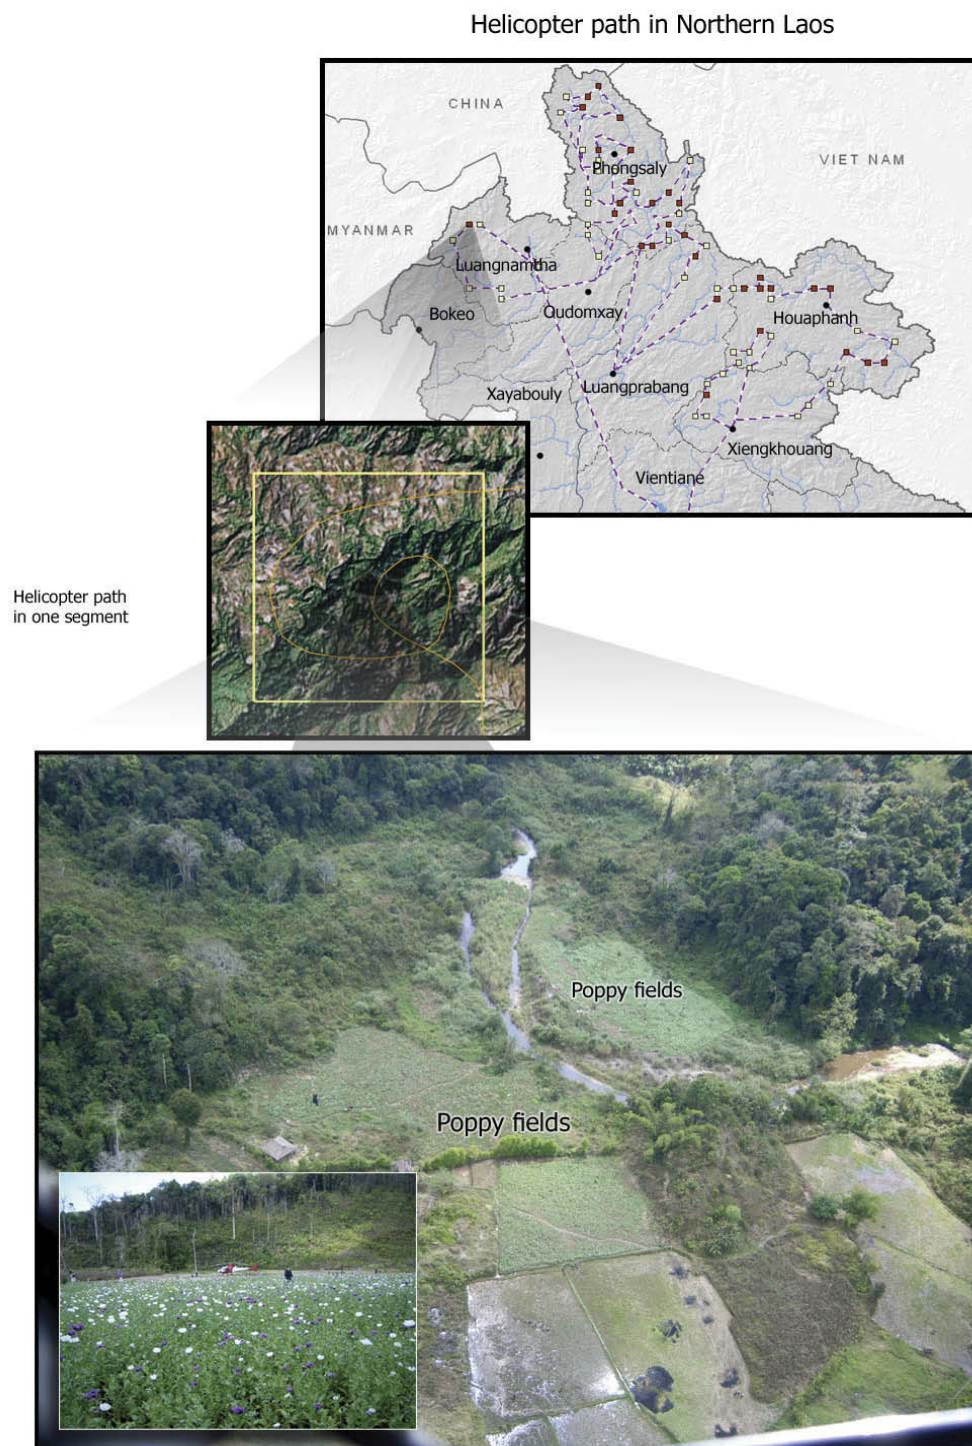 Helicopter path in Northern Laos
CHINA
VIET NAM
Phongsaly
MYANMAR
Luangnamtha
Bokeo
Oudomxay
Houaphanh
Xayabouly
Luangprabang
Xiengkhouang
Vientiane
Helicopter path
in one segment
Poppy fields
Poppy fields